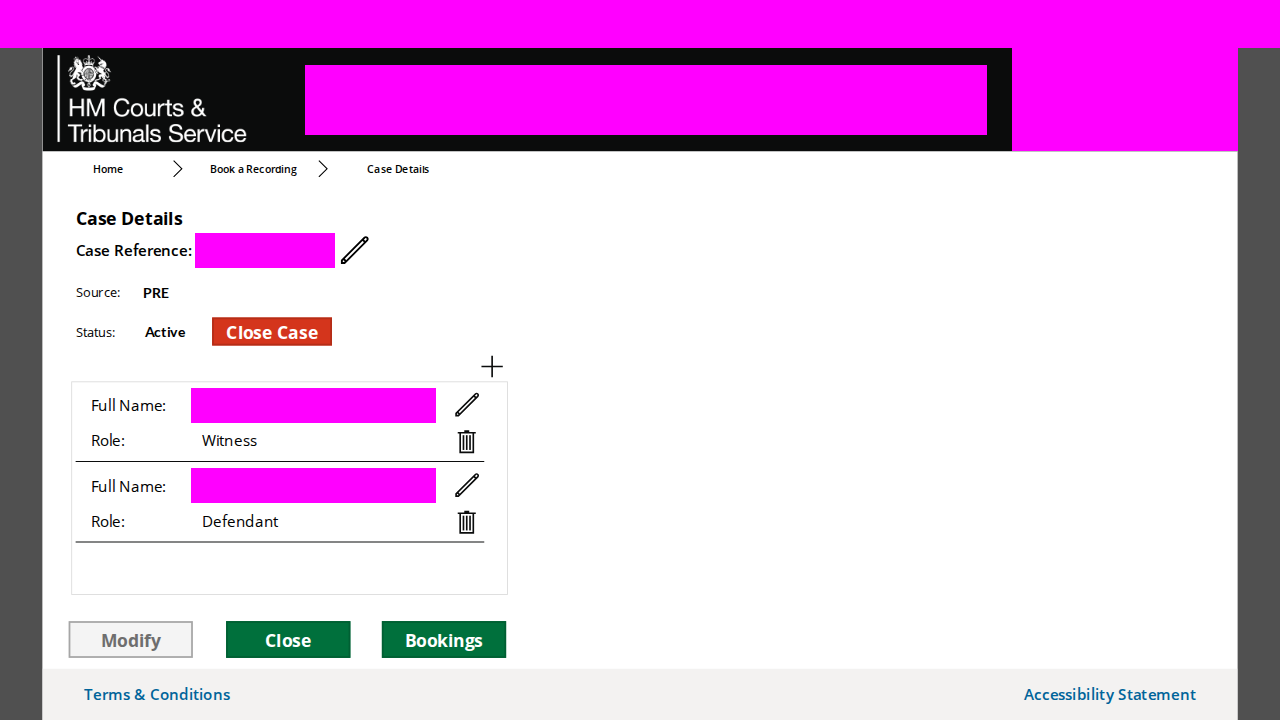 HM Courts &
Tribunals Service
Home
Book a Recording
Case Details
Case Details
Case Reference:
Source: PRE
Status: Active
Close Case
Full Name:
Role: Witness
Full Name:
Role: Defendant
Modify
Close
Bookings
Terms & Conditions
Accessibility Statement